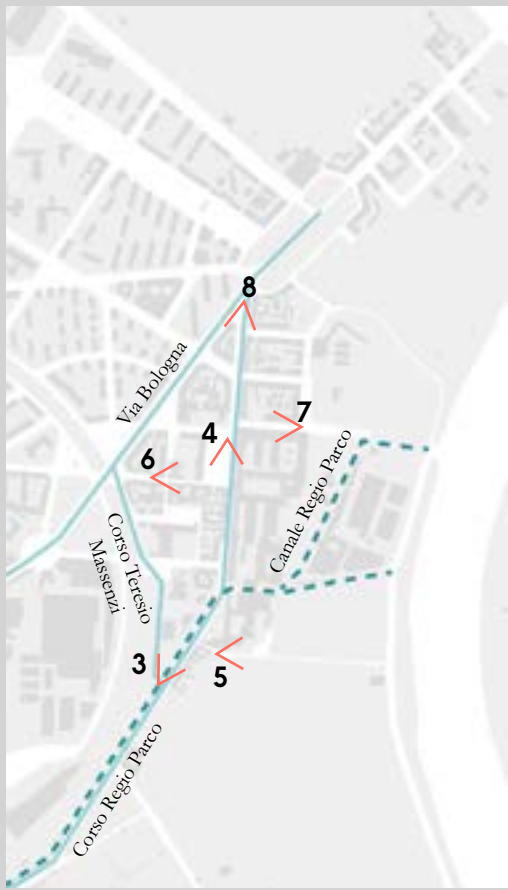 8
Via Bologna
7
4
6
Canale Regio Parco
Corso Teresio
Massenzi
3
5
Corso Regio Parco